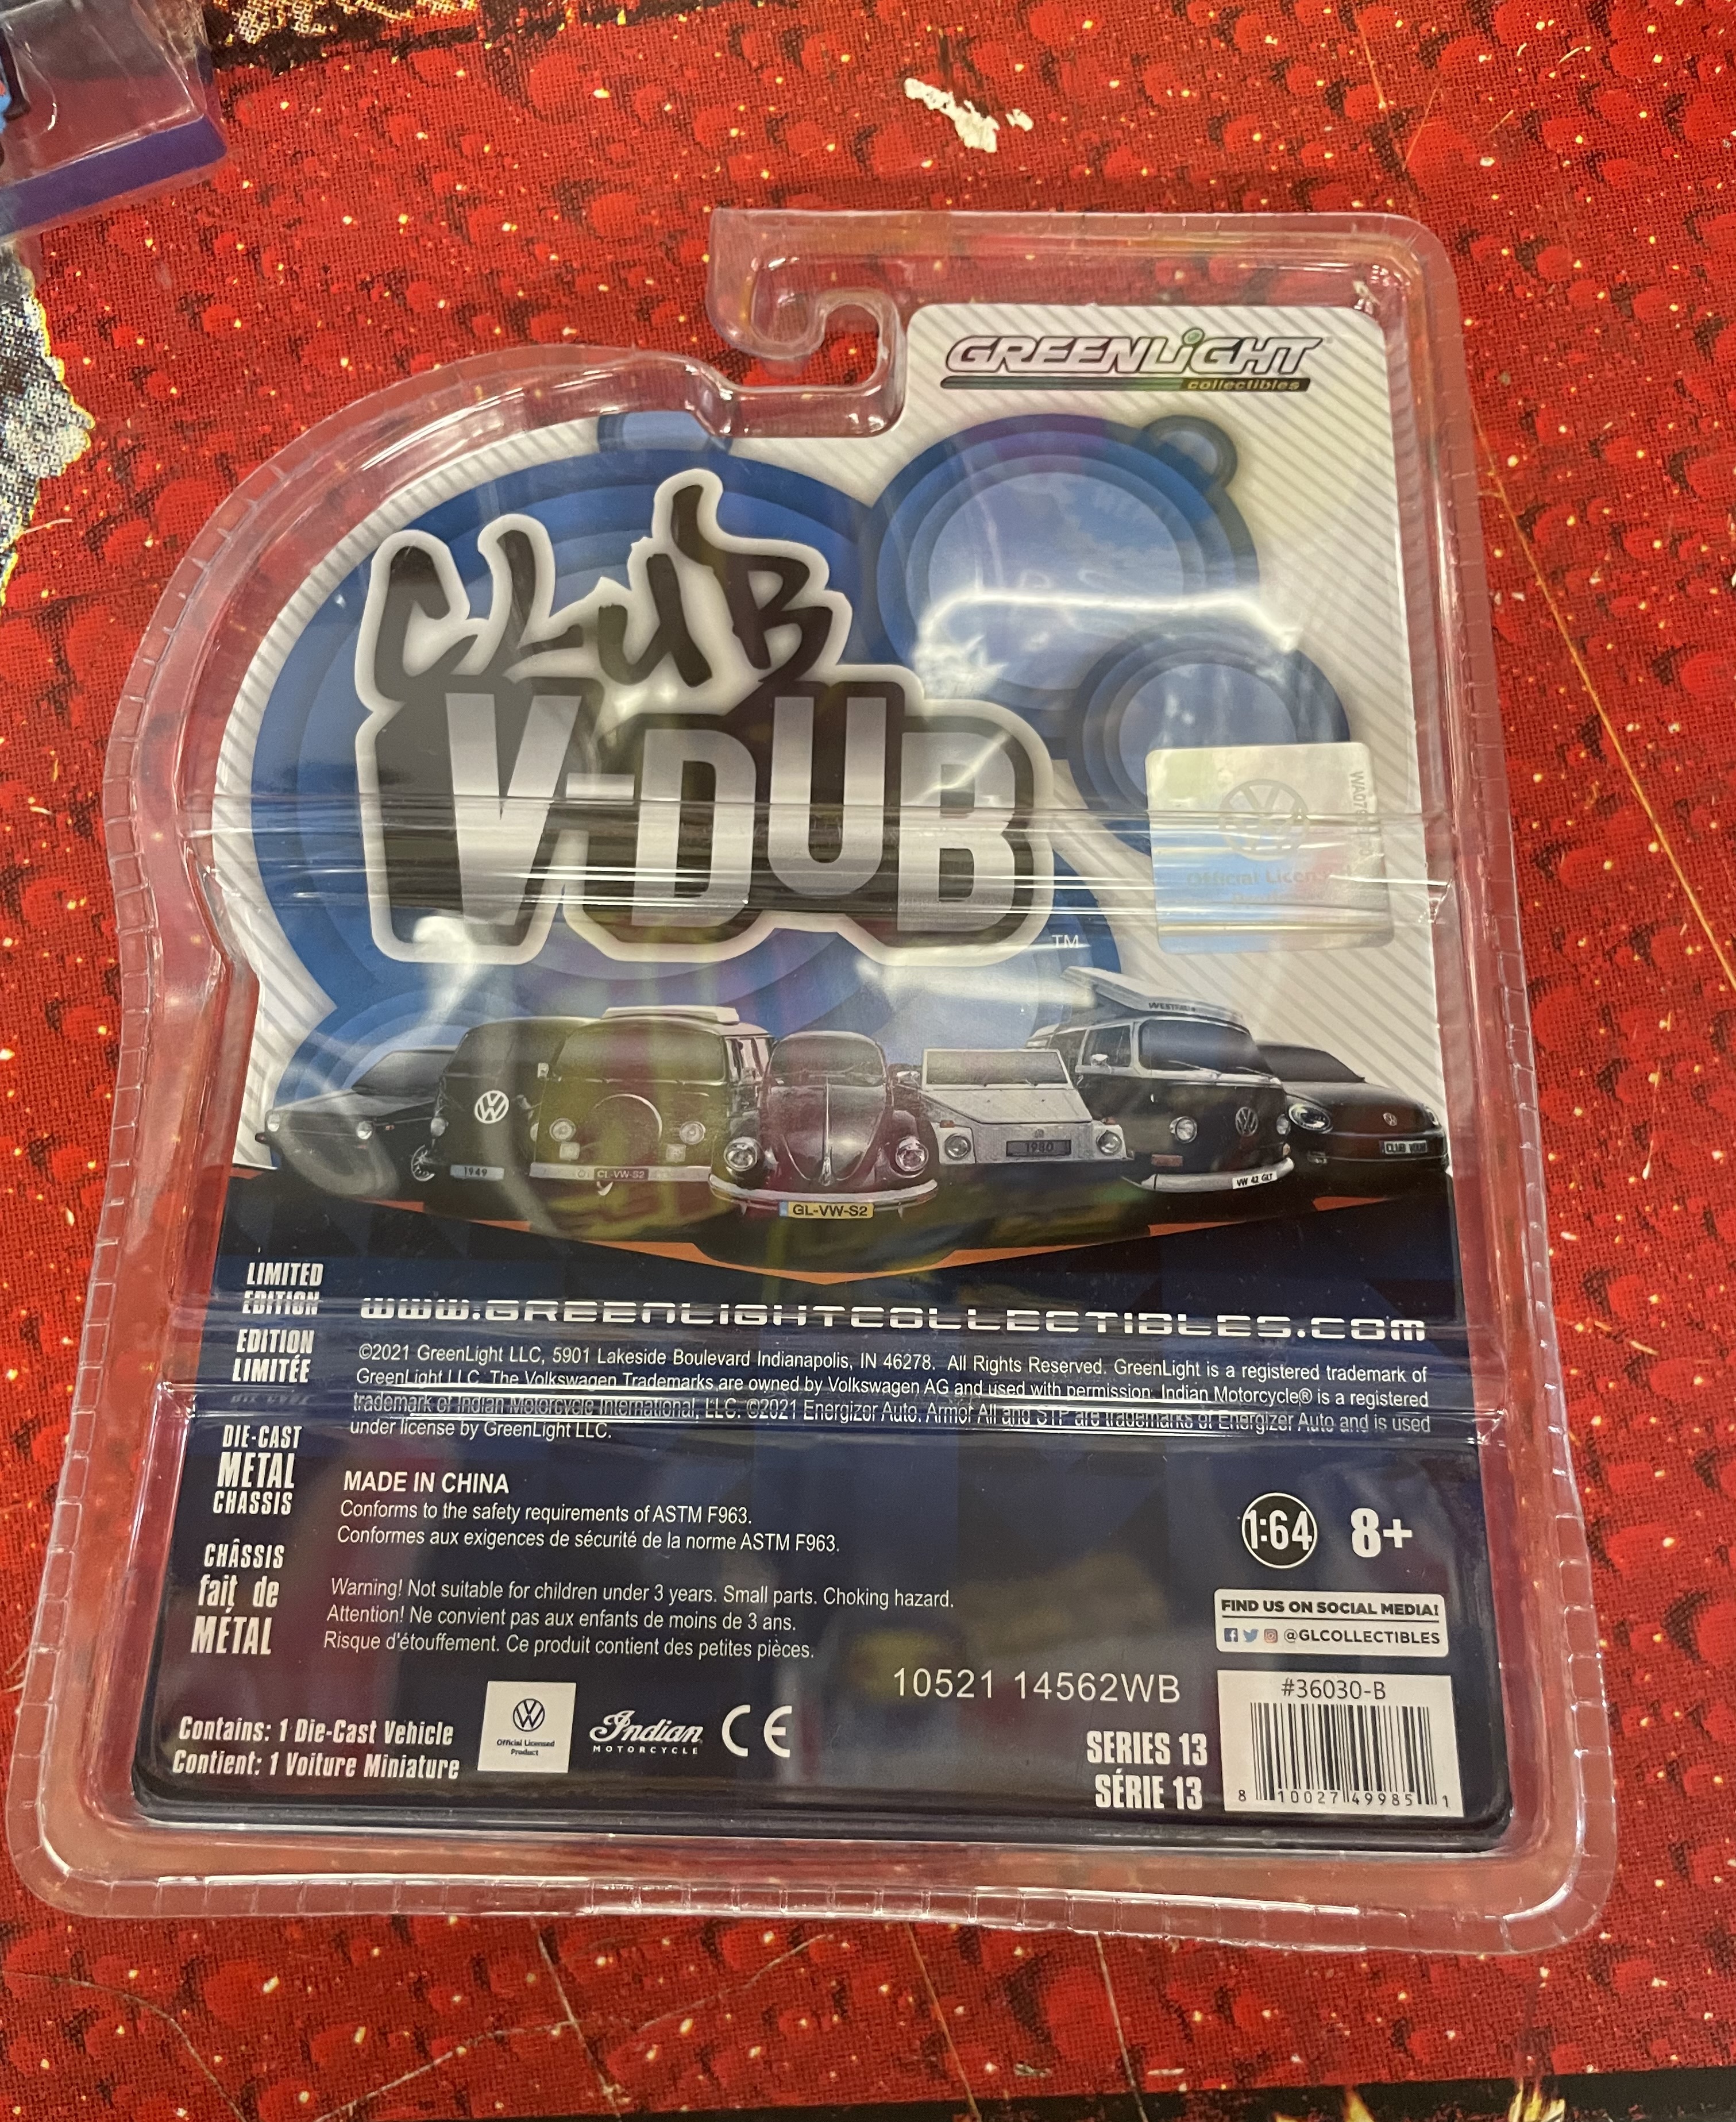 GREENLiGHT
collectibles
CLUB
V-DUB
TM
Official Licen
WESTFALIA
1949
CL-VW-S2
GL-VW-S2
1980
VW 42 GLT
CLUB VDUB
LIMITED
EDITION
EDITION
LIMITÉE
DIE-CAST
METAL
CHASSIS
CHÂSSIS
fait de
MÉTAL
www.GREENLIGHTCOLLECTIBLES.com
©2021 GreenLight LLC, 5901 Lakeside Boulevard Indianapolis, IN 46278. All Rights Reserved. GreenLight is a registered trademark of
GreenLight LLC. The Volkswagen Trademarks are owned by Volkswagen AG and used with permission. Indian Motorcycle® is a registered
trademark of Indian Motorcycle International, LLC. ©2021 Energizer Auto. Armor All and STP are trademarks of Energizer Auto and is used
under license by GreenLight LLC.
MADE IN CHINA
Conforms to the safety requirements of ASTM F963.
Conformes aux exigences de sécurité de la norme ASTM F963.
Warning! Not suitable for children under 3 years. Small parts. Choking hazard.
Attention! Ne convient pas aux enfants de moins de 3 ans.
Risque d'étouffement. Ce produit contient des petites pièces.
1:64 8+
FIND US ON SOCIAL MEDIA!
@GLCOLLECTIBLES
10521 14562WB
#36030-B
8 10027 49985 1
SERIES 13
SÉRIE 13
Contains: 1 Die-Cast Vehicle
Contient: 1 Voiture Miniature
Official Licensed
Product
Indian
MOTORCYCLE
CE